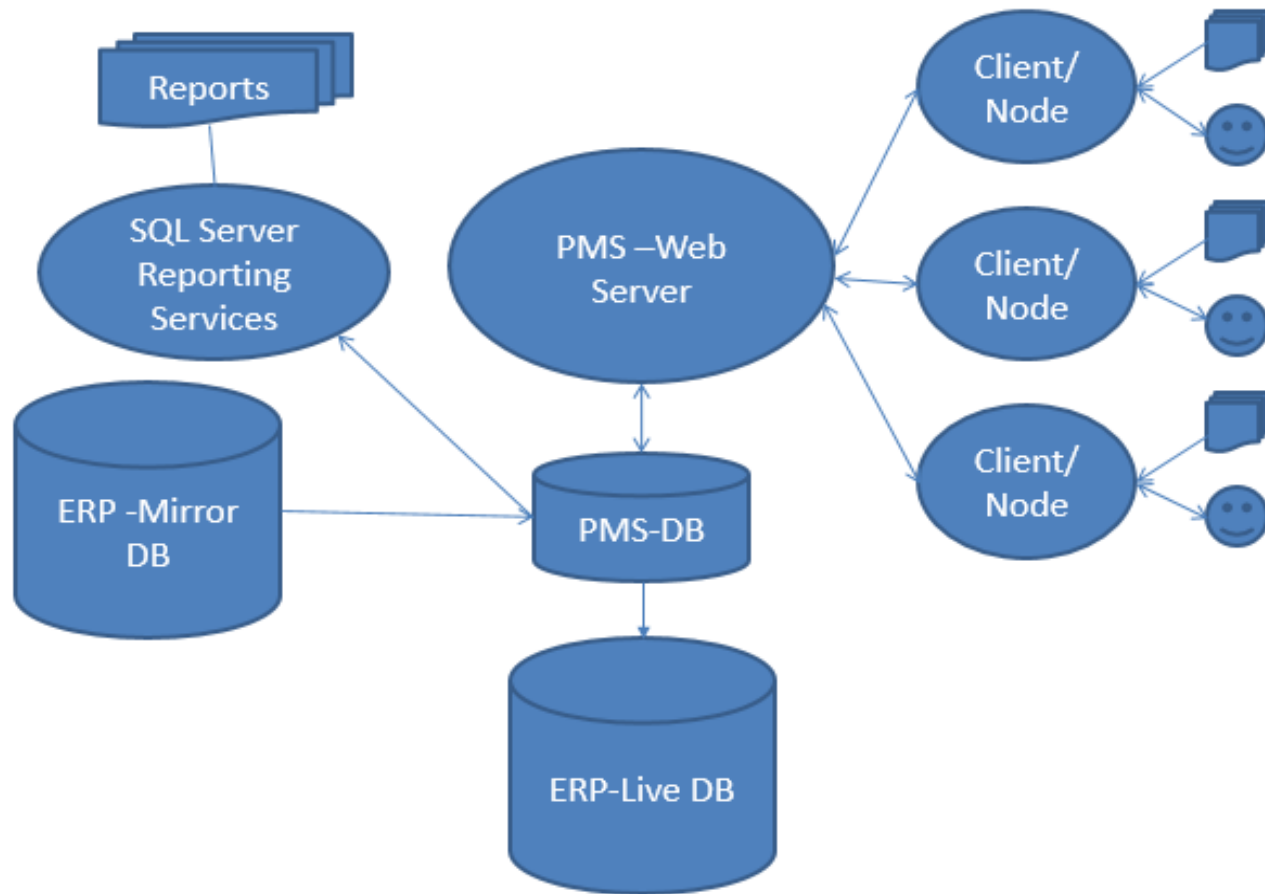 Reports
SQL Server
Reporting
Services
ERP -Mirror
DB
PMS –Web
Server
PMS-DB
ERP-Live DB
Client/
Node
Client/
Node
Client/
Node